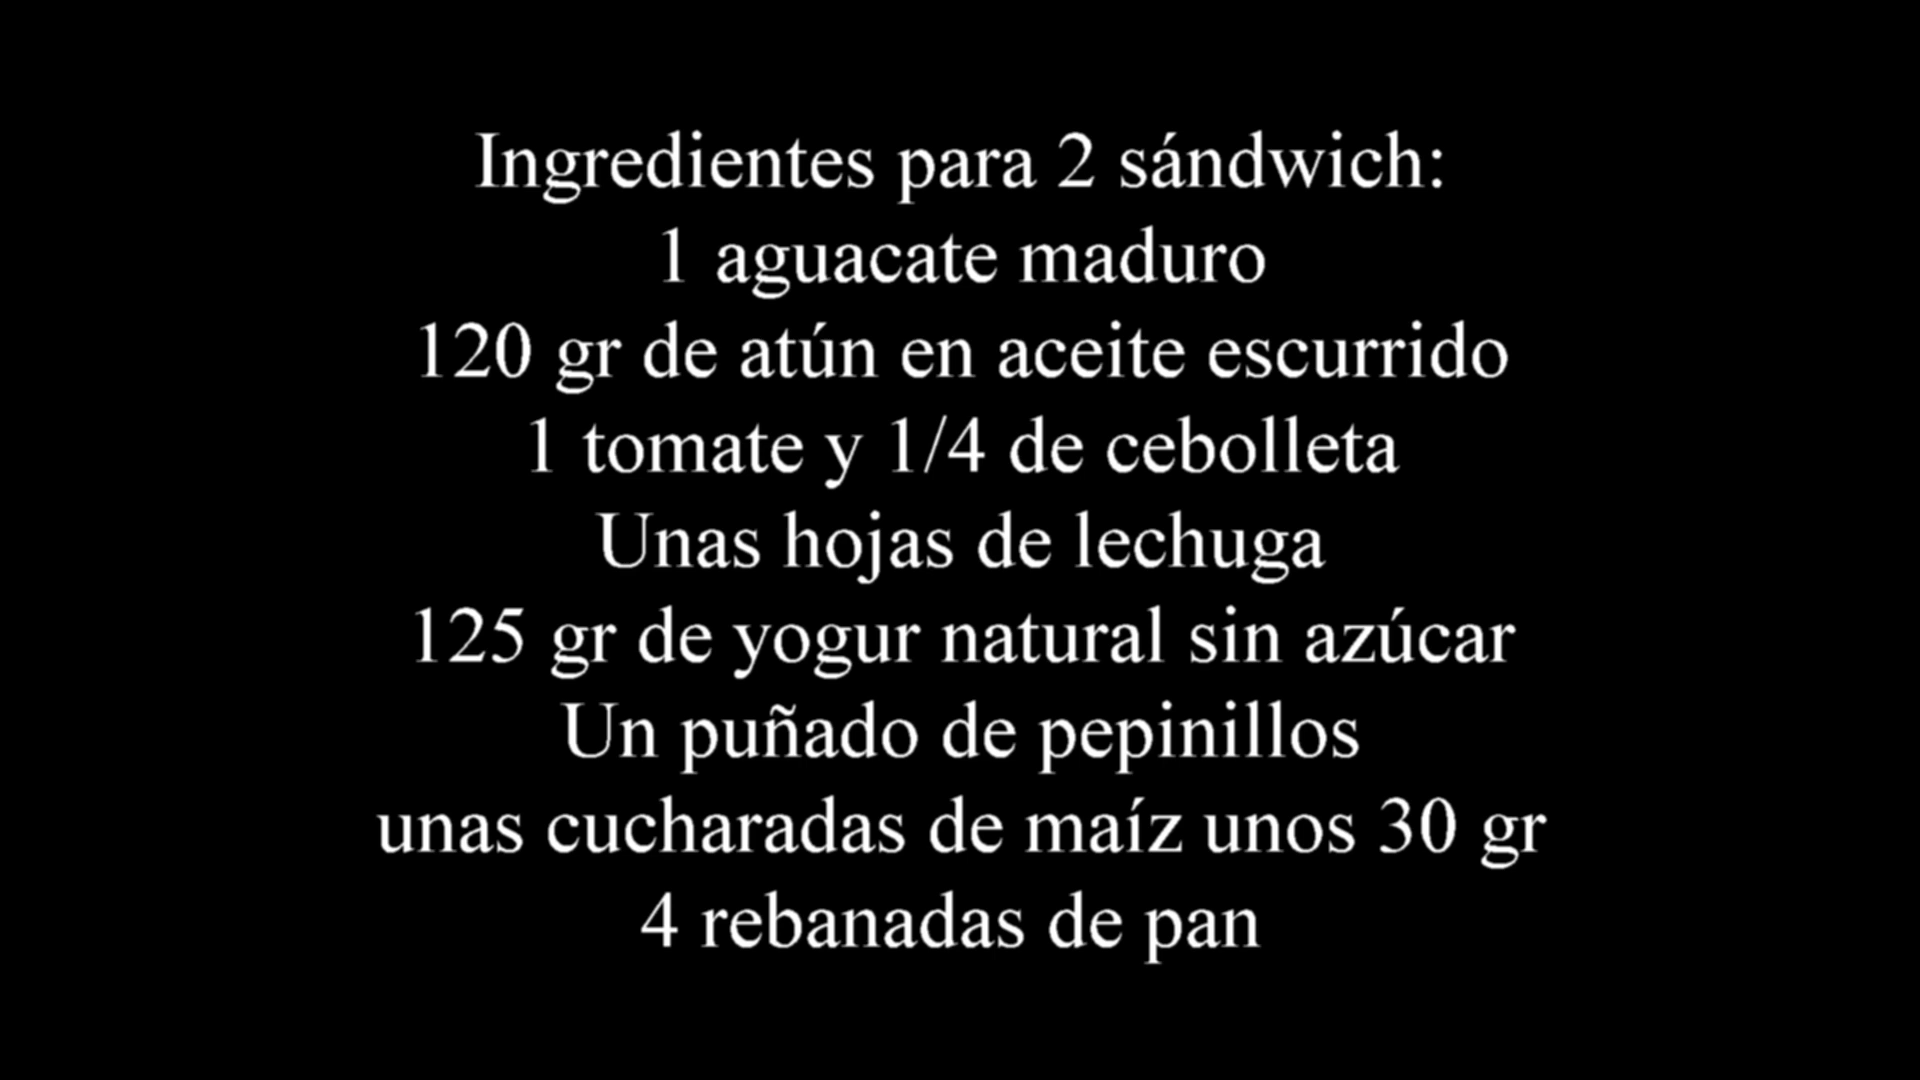 Ingredientes para 2 sándwich:
1 aguacate maduro
120 gr de atún en aceite escurrido
1 tomate y 1/4 de cebolleta
Unas hojas de lechuga
125 gr de yogur natural sin azúcar
Un puñado de pepinillos
unas cucharadas de maíz unos 30 gr
4 rebanadas de pan